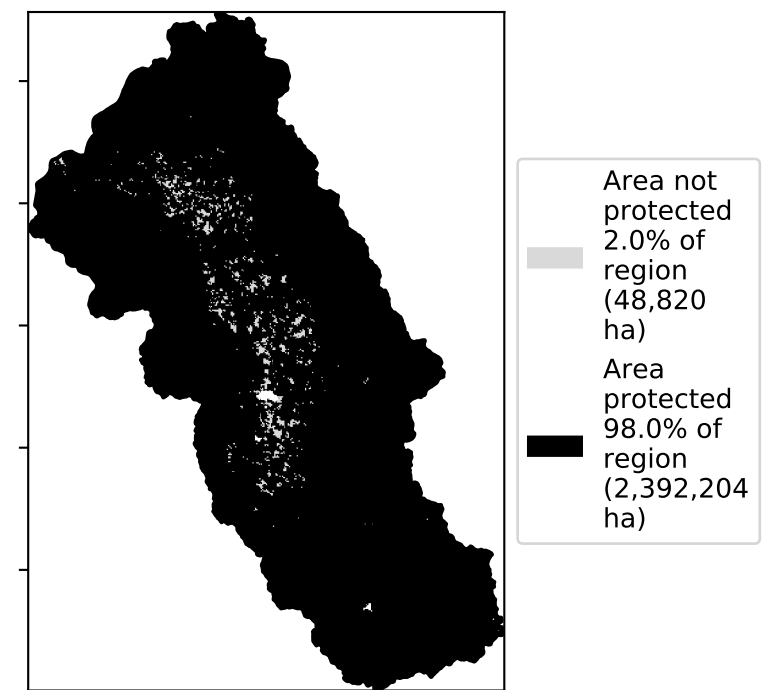 Area not
protected
2.0% of
region
(48,820
ha)
Area
protected
98.0% of
region
(2,392,204
ha)